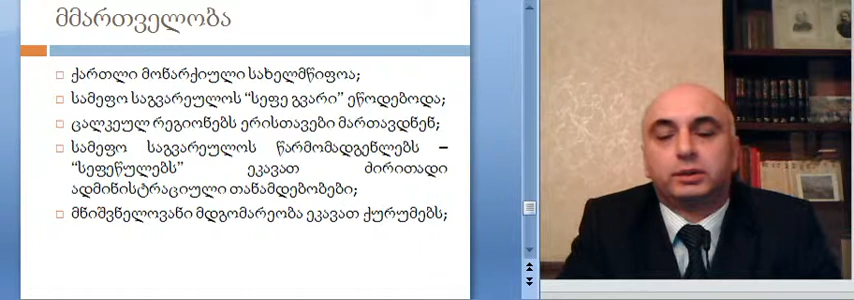 მმართველობა
ქართლი მონარქიული სახელმწიფოა;
სამეფო საგვარეულოს “სეფე გვარი” ეწოდებოდა;
ცალკეულ რეგიონებს ერისთავები მართავდნენ;
სამეფო საგვარეულოს წარმომადგენლებს –
“სეფეწულებს” ეკავათ ძირითადი
ადმინისტრაციული თანამდებობები;
მნიშვნელოვანი მდგომარეობა ეკავათ ქურუმებს;